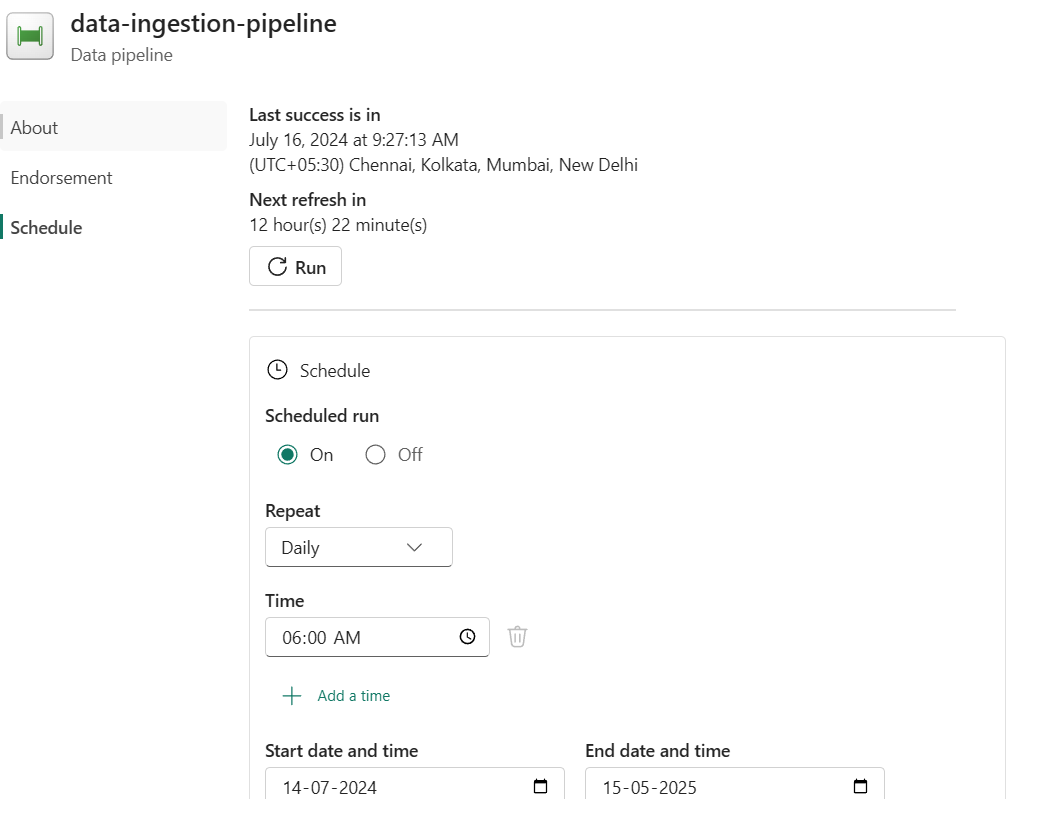 data-ingestion-pipeline
Data pipeline
About
Endorsement
Schedule
Last success is in
July 16, 2024 at 9:27:13 AM
(UTC+05:30) Chennai, Kolkata, Mumbai, New Delhi
Next refresh in
12 hour(s) 22 minute(s)
Run
Schedule
Scheduled run
On Off
Repeat
Daily
Time
06:00 AM
Add a time
Start date and time End date and time
14-07-2024 15-05-2025